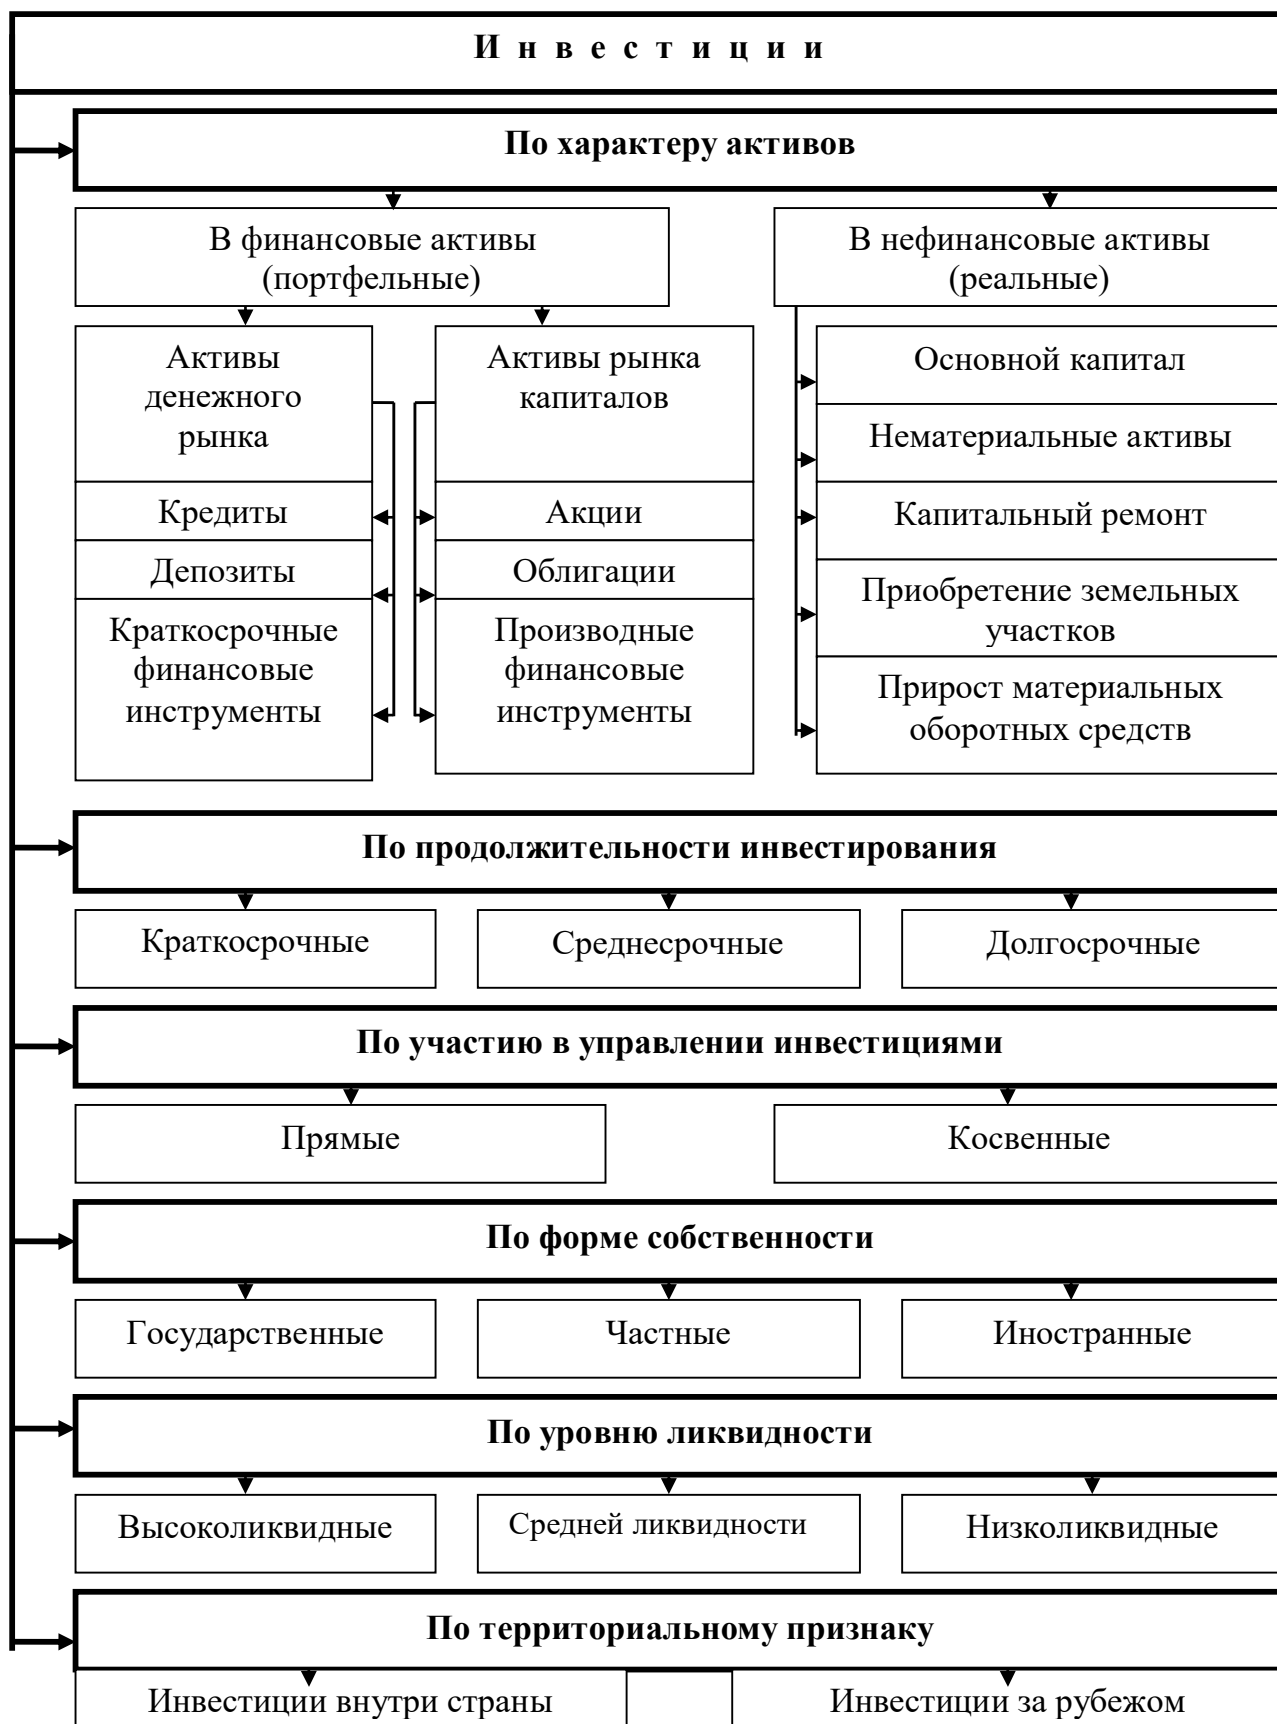 И н в е с т и ц и и
По характеру активов
В финансовые активы
(портфельные)
В нефинансовые активы
(реальные)
Активы
денежного
рынка
Кредиты
Депозиты
Краткосрочные
финансовые
инструменты
Активы рынка
капиталов
Акции
Облигации
Производные
финансовые
инструменты
Основной капитал
Нематериальные активы
Капитальный ремонт
Приобретение земельных
участков
Прирост материальных
оборотных средств
По продолжительности инвестирования
Краткосрочные
Среднесрочные
Долгосрочные
По участию в управлении инвестициями
Прямые
Косвенные
По форме собственности
Государственные
Частные
Иностранные
По уровню ликвидности
Высоколиквидные
Средней ликвидности
Низколиквидные
По территориальному признаку
Инвестиции внутри страны
Инвестиции за рубежом